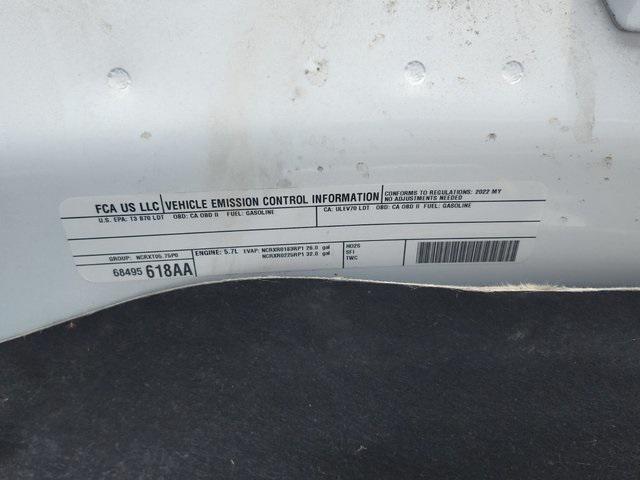 FCA US LLC VEHICLE EMISSION CONTROL INFORMATION
CONFORMS TO REGULATIONS: 2022 MY
NO ADJUSTMENTS NEEDED
U.S. EPA: T3 B70 LDT OBD: CA OBD II FUEL: GASOLINE
CA: ULEV70 LDT OBD: CA OBD II FUEL: GASOLINE
GROUP: NCRXT05.75P0
ENGINE: 5.7L EVAP: NCRXR0183RP1 26.0 gal
NCRXR0225RP1 32.0 gal
HO2S
SFI
TWC
68495 618AA